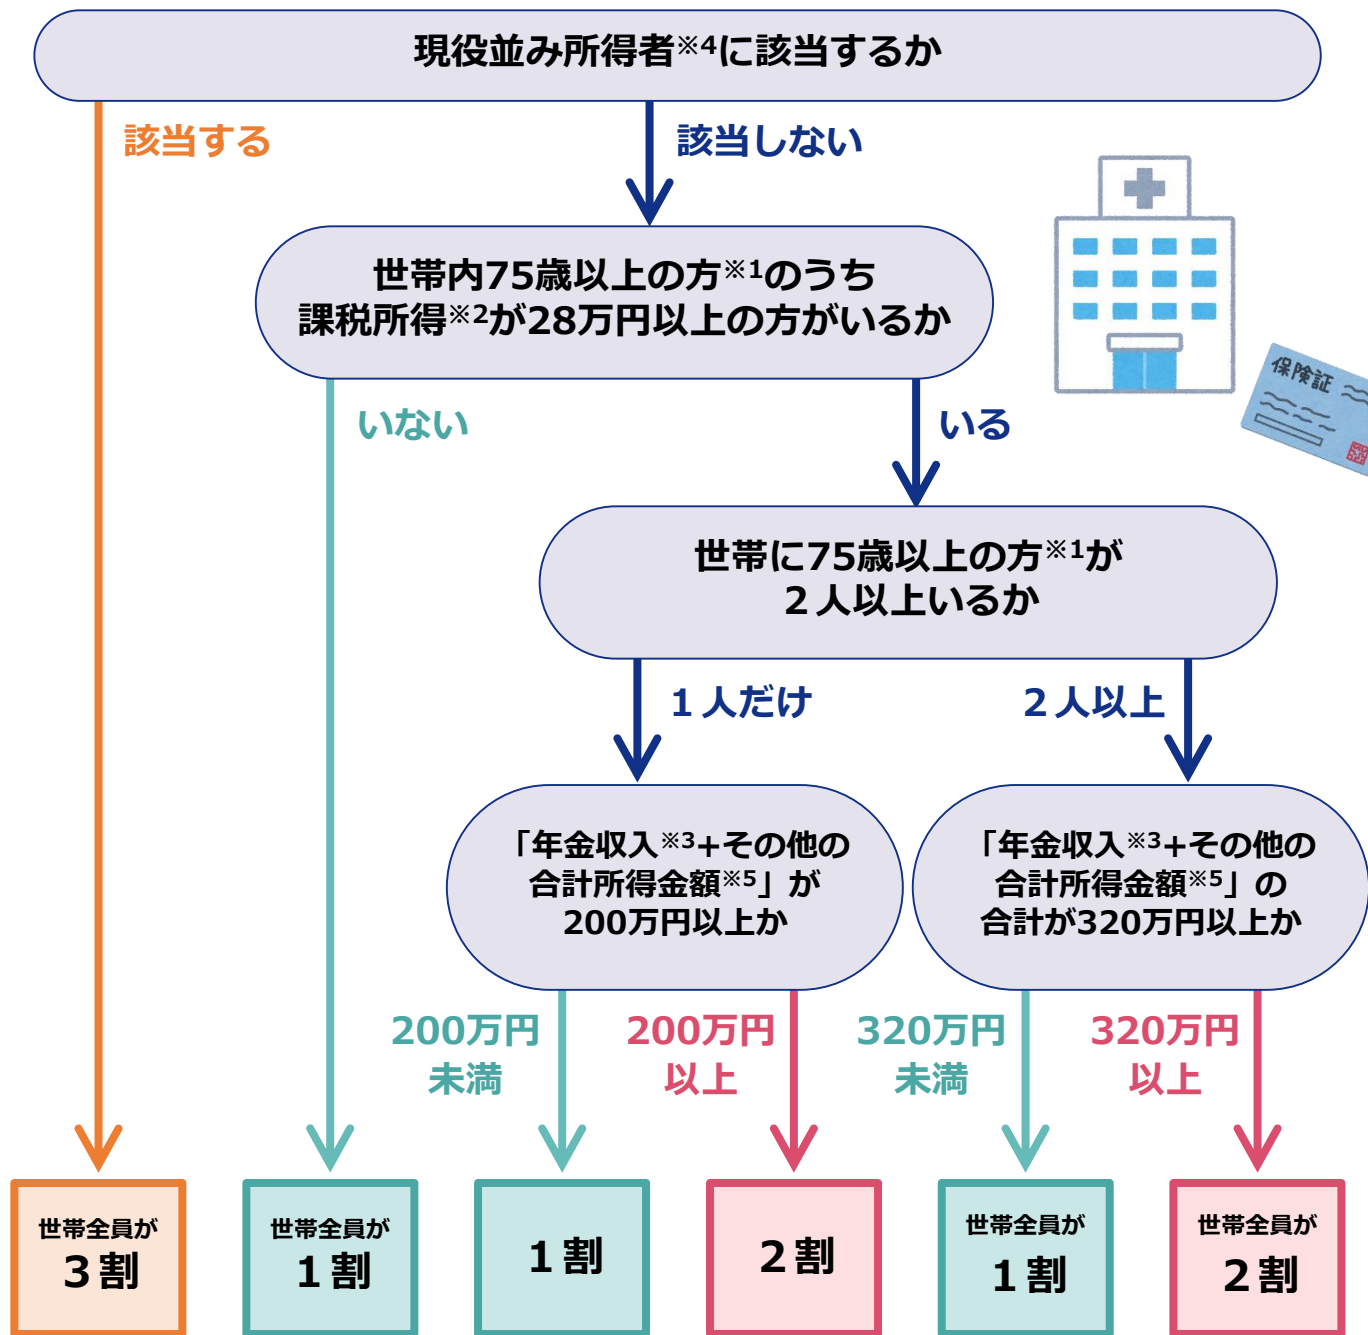 現役並み所得者※4に該当するか
該当する
該当しない
世帯内75歳以上の方※1のうち
課税所得※2が28万円以上の方がいるか
保険証
いない
いる
世帯に75歳以上の方※1が
２人以上いるか
１人だけ
２人以上
「年金収入※3+その他の
合計所得金額※5」が
200万円以上か
「年金収入※3+その他の
合計所得金額※5」の
合計が320万円以上か
200万円
未満
200万円
以上
320万円
未満
320万円
以上
世帯全員が
３割
世帯全員が
１割
１割
２割
世帯全員が
１割
世帯全員が
２割